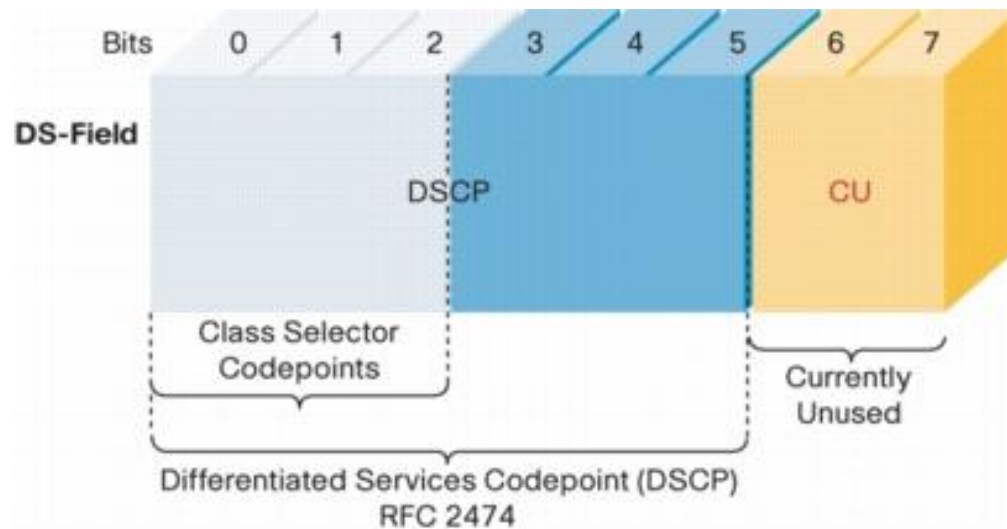 Bits 0 1 2 3 4 5 6 7
DS-Field
DSCP CU
Class Selector
Codepoints
Currently
Unused
Differentiated Services Codepoint (DSCP)
RFC 2474